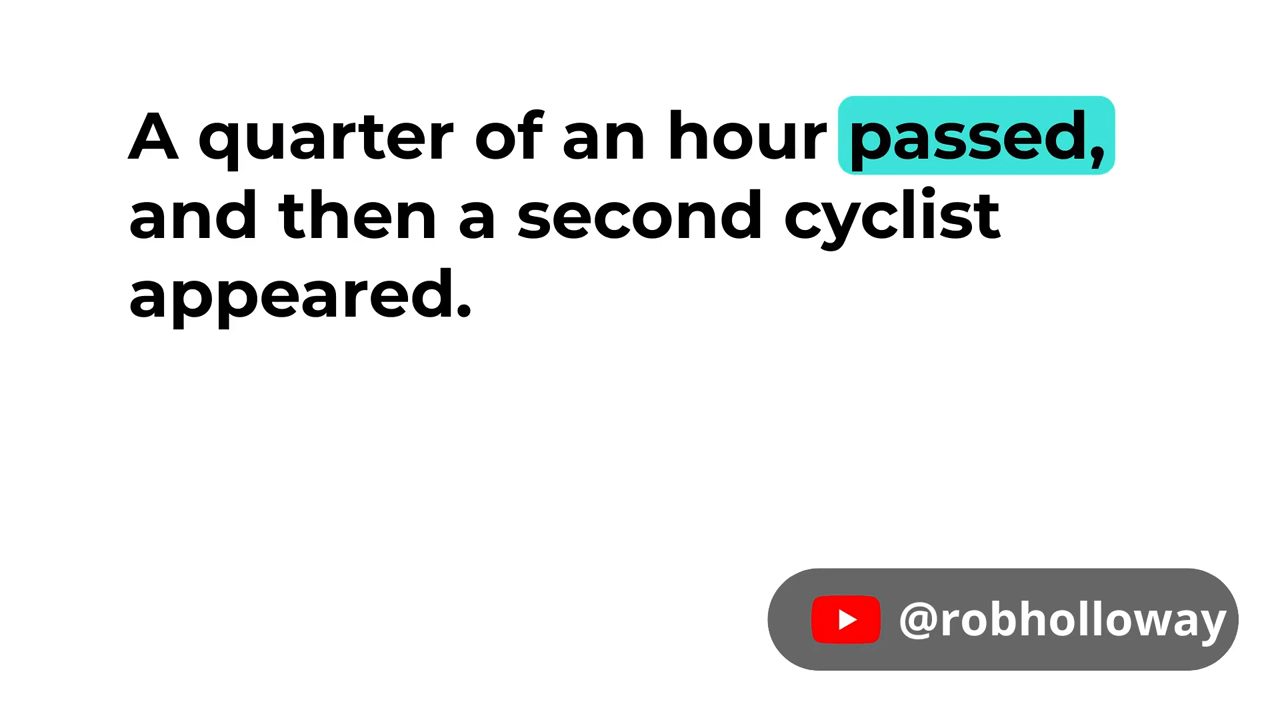 A quarter of an hour passed,
and then a second cyclist
appeared.
@robholloway